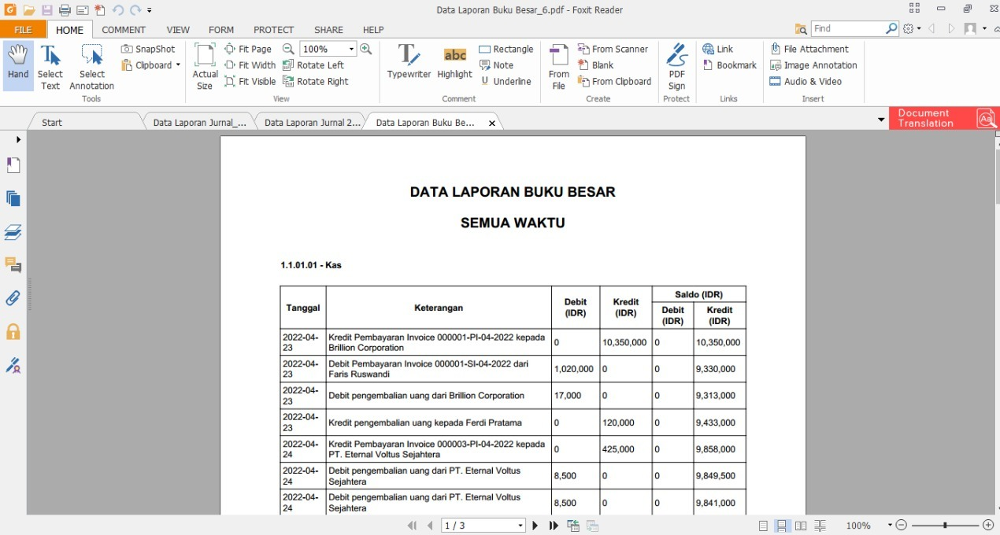 Data Laporan Buku Besar_6.pdf - Foxit Reader
FILE HOME COMMENT VIEW FORM PROTECT SHARE HELP
Find
Hand
Select Text
Select Annotation
SnapShot
Clipboard
Tools
Actual Size
Fit Page
Fit Width
Fit Visible
100%
Rotate Left
Rotate Right
View
Typewriter
abc
Highlight
Rectangle
Note
U Underline
Comment
From File
From Scanner
Blank
From Clipboard
Create
PDF Sign
Protect
Link
Bookmark
Links
File Attachment
Image Annotation
Audio & Video
Insert
Start
Data Laporan Jurnal_...
Data Laporan Jurnal 2...
Data Laporan Buku Be...
Document
Translation
Aa
DATA LAPORAN BUKU BESAR
SEMUA WAKTU
1.1.01.01 - Kas
Tanggal Keterangan Debit (IDR) Kredit (IDR) Saldo (IDR)
Debit (IDR) Kredit (IDR)
2022-04-23 Kredit Pembayaran Invoice 000001-PI-04-2022 kepada Brillion Corporation 0 10,350,000 0 10,350,000
2022-04-23 Debit Pembayaran Invoice 000001-SI-04-2022 dari Faris Ruswandi 1,020,000 0 0 9,330,000
2022-04-23 Debit pengembalian uang dari Brillion Corporation 17,000 0 0 9,313,000
2022-04-23 Kredit pengembalian uang kepada Ferdi Pratama 0 120,000 0 9,433,000
2022-04-24 Kredit Pembayaran Invoice 000003-PI-04-2022 kepada PT. Eternal Voltus Sejahtera 0 425,000 0 9,858,000
2022-04-24 Debit pengembalian uang dari PT. Eternal Voltus Sejahtera 8,500 0 0 9,849,500
2022-04-24 Debit pengembalian uang dari PT. Eternal Voltus Sejahtera 8,500 0 0 9,841,000
1 / 3
100%